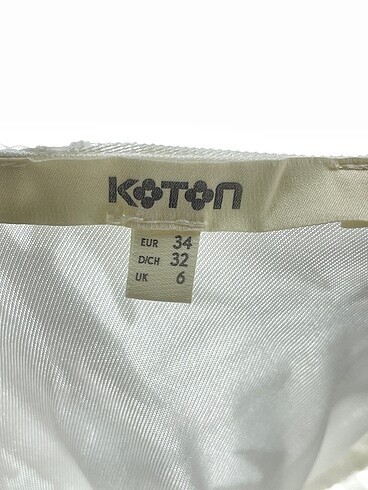 KOTON
EUR 34
D/CH 32
UK 6